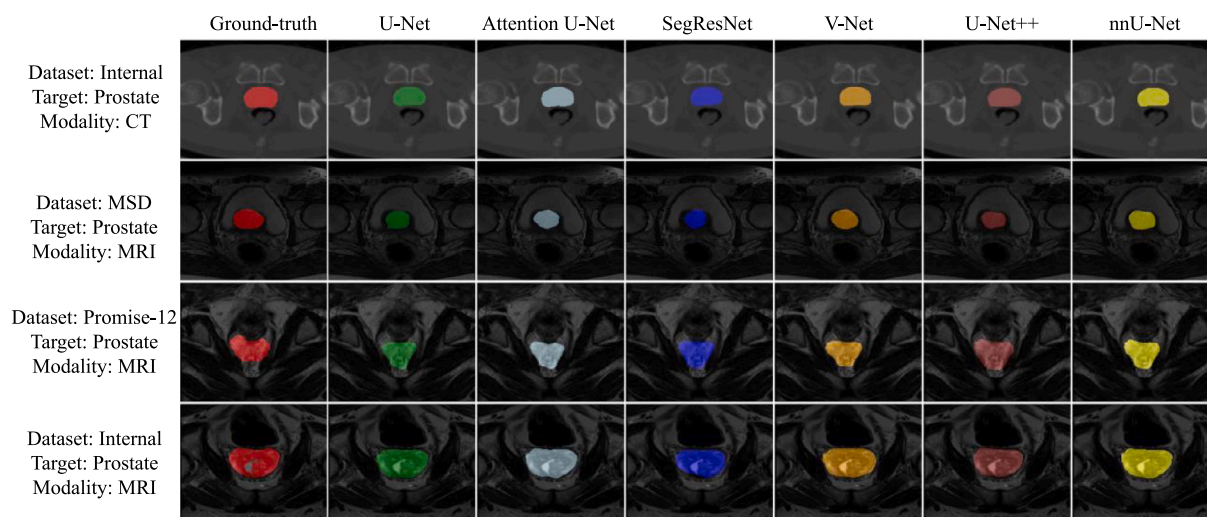 Ground-truth U-Net Attention U-Net SegResNet V-Net U-Net++ nnU-Net
Dataset: Internal
Target: Prostate
Modality: CT
Dataset: MSD
Target: Prostate
Modality: MRI
Dataset: Promise-12
Target: Prostate
Modality: MRI
Dataset: Internal
Target: Prostate
Modality: MRI